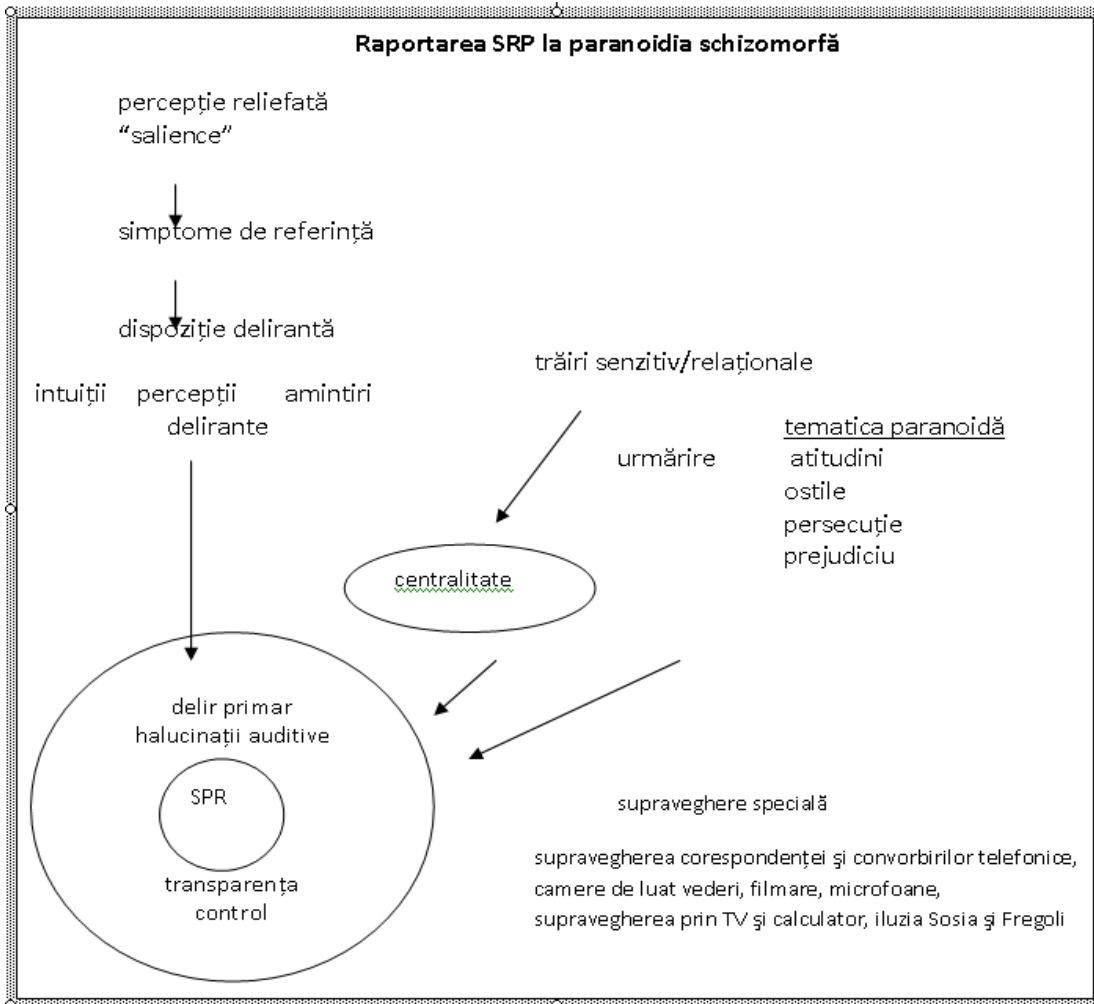 Raportarea SRP la paranoidia schizomorfă
percepție reliefată
“salience”
simptome de referință
dispoziție delirantă
intuiții percepții amintiri
delirante
trăiri senzitiv/relaționale
tematica paranoidă
urmărire atitudini
ostile
persecuție
prejudiciu
centralitate
delir primar
halucinații auditive
SPR
transparența
control
supraveghere specială
supravegherea corespondenței şi convorbirilor telefonice,
camere de luat vederi, filmare, microfoane,
supravegherea prin TV şi calculator, iluzia Sosia şi Fregoli